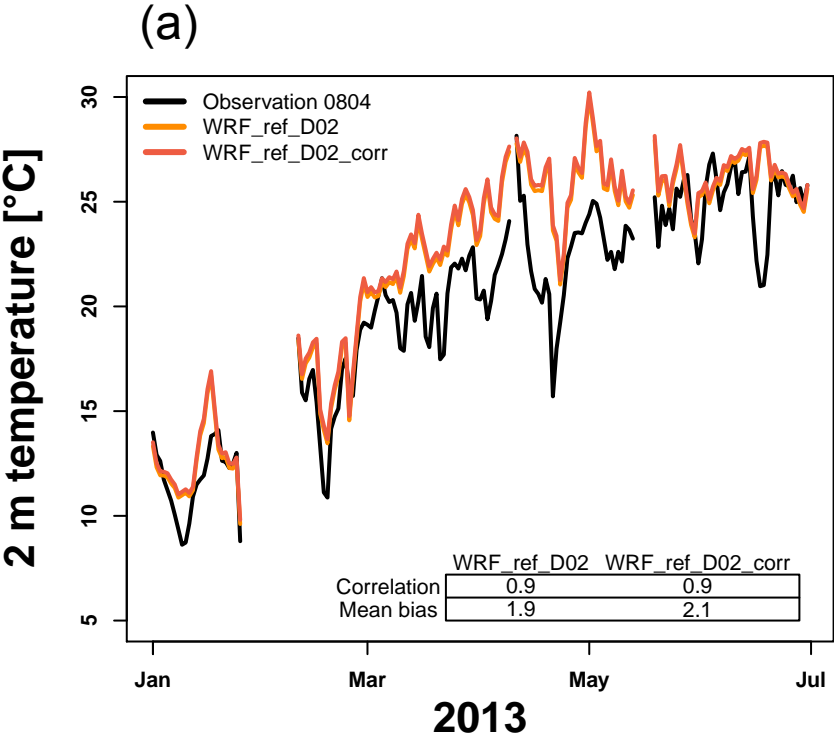 (a)
2 m temperature [°C]
30
25
20
15
10
5
Observation 0804
WRF_ref_D02
WRF_ref_D02_corr
WRF_ref_D02 WRF_ref_D02_corr
Correlation 0.9 0.9
Mean bias 1.9 2.1
Jan Mar May Jul
2013